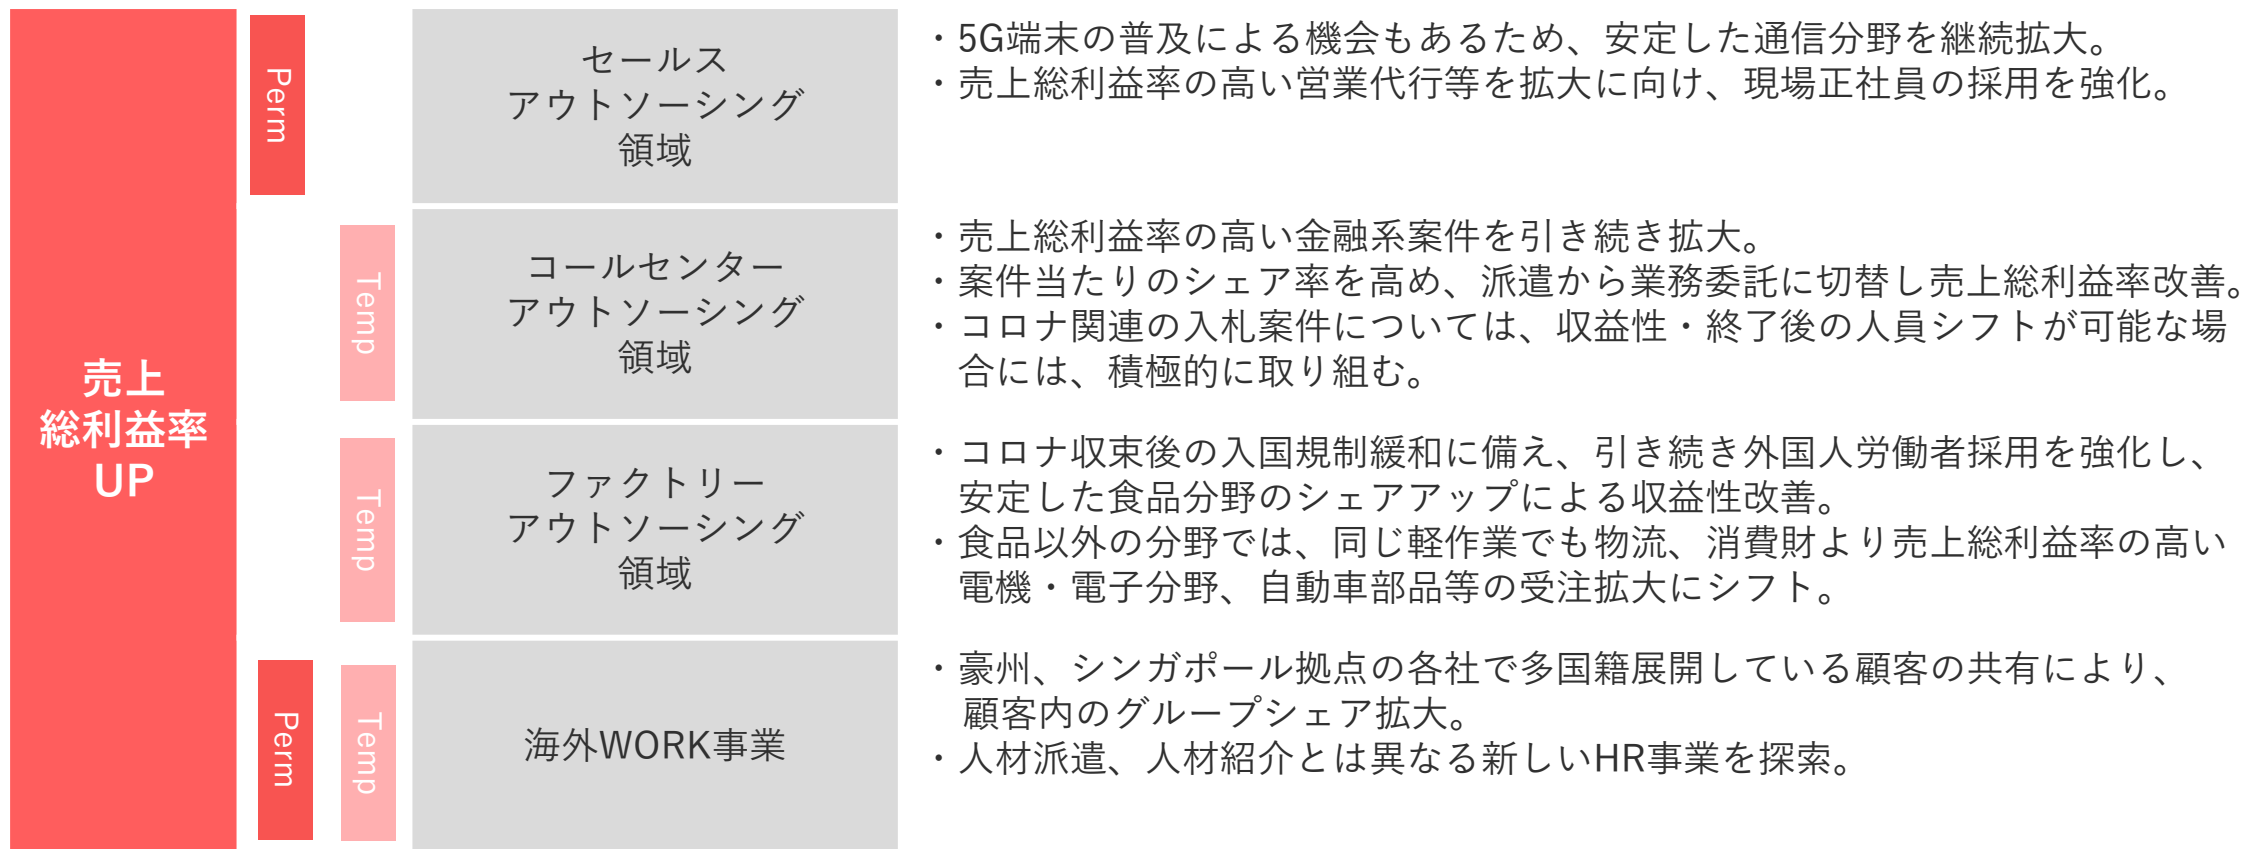 売上
総利益率
UP
Perm
セールス
アウトソーシング
領域
・5G端末の普及による機会もあるため、安定した通信分野を継続拡大。
・売上総利益率の高い営業代行等を拡大に向け、現場正社員の採用を強化。
Temp
コールセンター
アウトソーシング
領域
・売上総利益率の高い金融系案件を引き続き拡大。
・案件当たりのシェア率を高め、派遣から業務委託に切替し売上総利益率改善。
・コロナ関連の入札案件については、収益性・終了後の人員シフトが可能な場
合には、積極的に取り組む。
Temp
ファクトリー
アウトソーシング
領域
・コロナ収束後の入国規制緩和に備え、引き続き外国人労働者採用を強化し、
安定した食品分野のシェアアップによる収益性改善。
・食品以外の分野では、同じ軽作業でも物流、消費財より売上総利益率の高い
電機・電子分野、自動車部品等の受注拡大にシフト。
Perm
Temp
海外WORK事業
・豪州、シンガポール拠点の各社で多国籍展開している顧客の共有により、
顧客内のグループシェア拡大。
・人材派遣、人材紹介とは異なる新しいHR事業を探索。